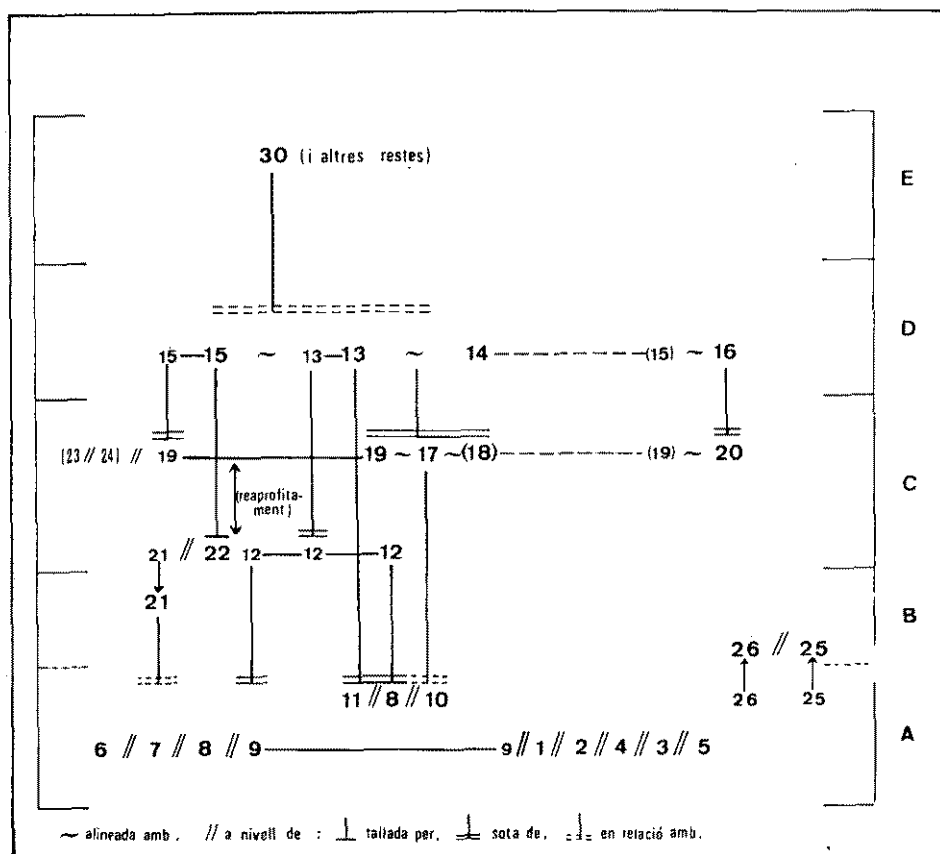 30 (i altres restes)
E
D
15 — 15 ~ 13 — 13 ~ 14 ------ (15) ~ 16
(23 // 24) // 19 — 19 ~ 17 ~ (18) ------ (19) ~ 20
C
(reaprofita-
ment)
21 // 22 12 — 12 — 12
21
B
26 // 25
11 // 8 // 10
26 25
A
6 // 7 // 8 // 9 — 9 // 1 // 2 // 4 // 3 // 5
~ alineada amb. // a nivell de : ⊥ tallada per, ╧ sota de, ╧ en relació amb.